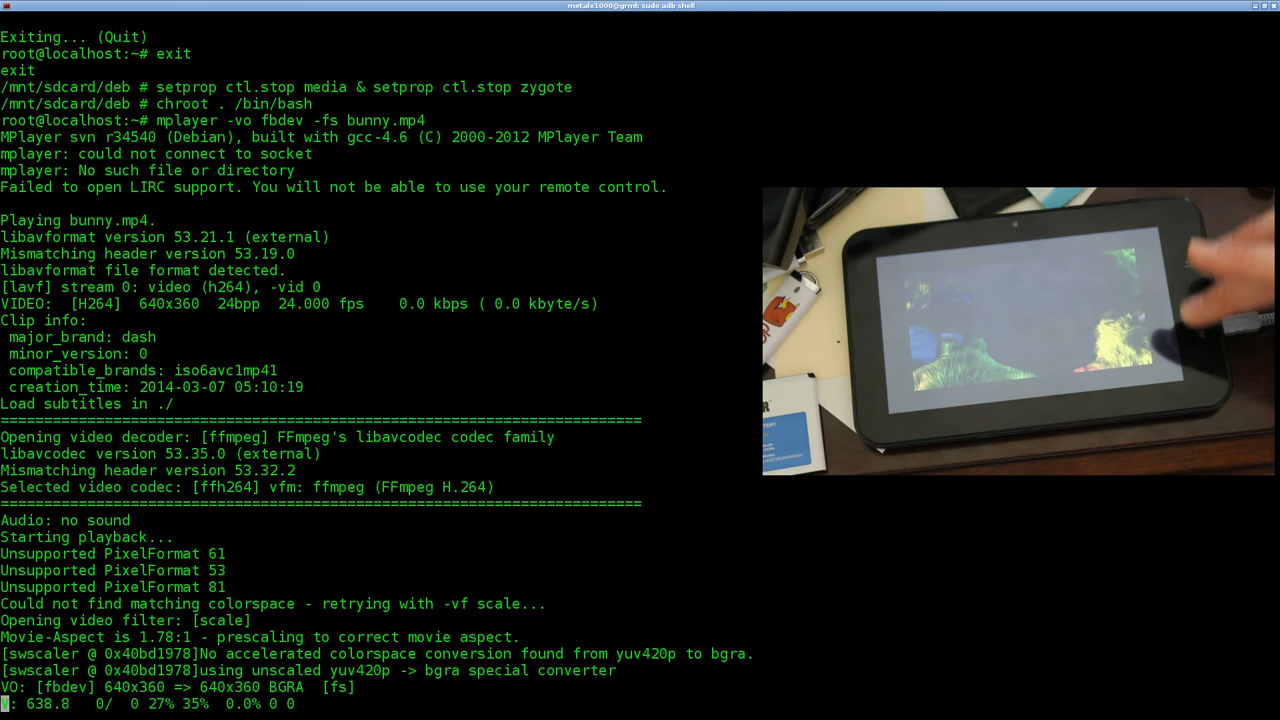 metalx1000@grml: sudo adb shell
Exiting... (Quit)
root@localhost:~# exit
exit
/mnt/sdcard/deb # setprop ctl.stop media & setprop ctl.stop zygote
/mnt/sdcard/deb # chroot . /bin/bash
root@localhost:~# mplayer -vo fbdev -fs bunny.mp4
MPlayer svn r34540 (Debian), built with gcc-4.6 (C) 2000-2012 MPlayer Team
mplayer: could not connect to socket
mplayer: No such file or directory
Failed to open LIRC support. You will not be able to use your remote control.
Playing bunny.mp4.
libavformat version 53.21.1 (external)
Mismatching header version 53.19.0
libavformat file format detected.
[lavf] stream 0: video (h264), -vid 0
VIDEO:  [H264]  640x360  24bpp  24.000 fps    0.0 kbps ( 0.0 kbyte/s)
Clip info:
 major_brand: dash
 minor_version: 0
 compatible_brands: iso6avc1mp41
 creation_time: 2014-03-07 05:10:19
Load subtitles in ./
==========================================================================
Opening video decoder: [ffmpeg] FFmpeg's libavcodec codec family
libavcodec version 53.35.0 (external)
Mismatching header version 53.32.2
Selected video codec: [ffh264] vfm: ffmpeg (FFmpeg H.264)
==========================================================================
Audio: no sound
Starting playback...
Unsupported PixelFormat 61
Unsupported PixelFormat 53
Unsupported PixelFormat 81
Could not find matching colorspace - retrying with -vf scale...
Opening video filter: [scale]
Movie-Aspect is 1.78:1 - prescaling to correct movie aspect.
[swscaler @ 0x40bd1978]No accelerated colorspace conversion found from yuv420p to bgra.
[swscaler @ 0x40bd1978]using unscaled yuv420p -> bgra special converter
VO: [fbdev] 640x360 => 640x360 BGRA  [fs]
V: 638.8   0/  0 27% 35%  0.0% 0 0